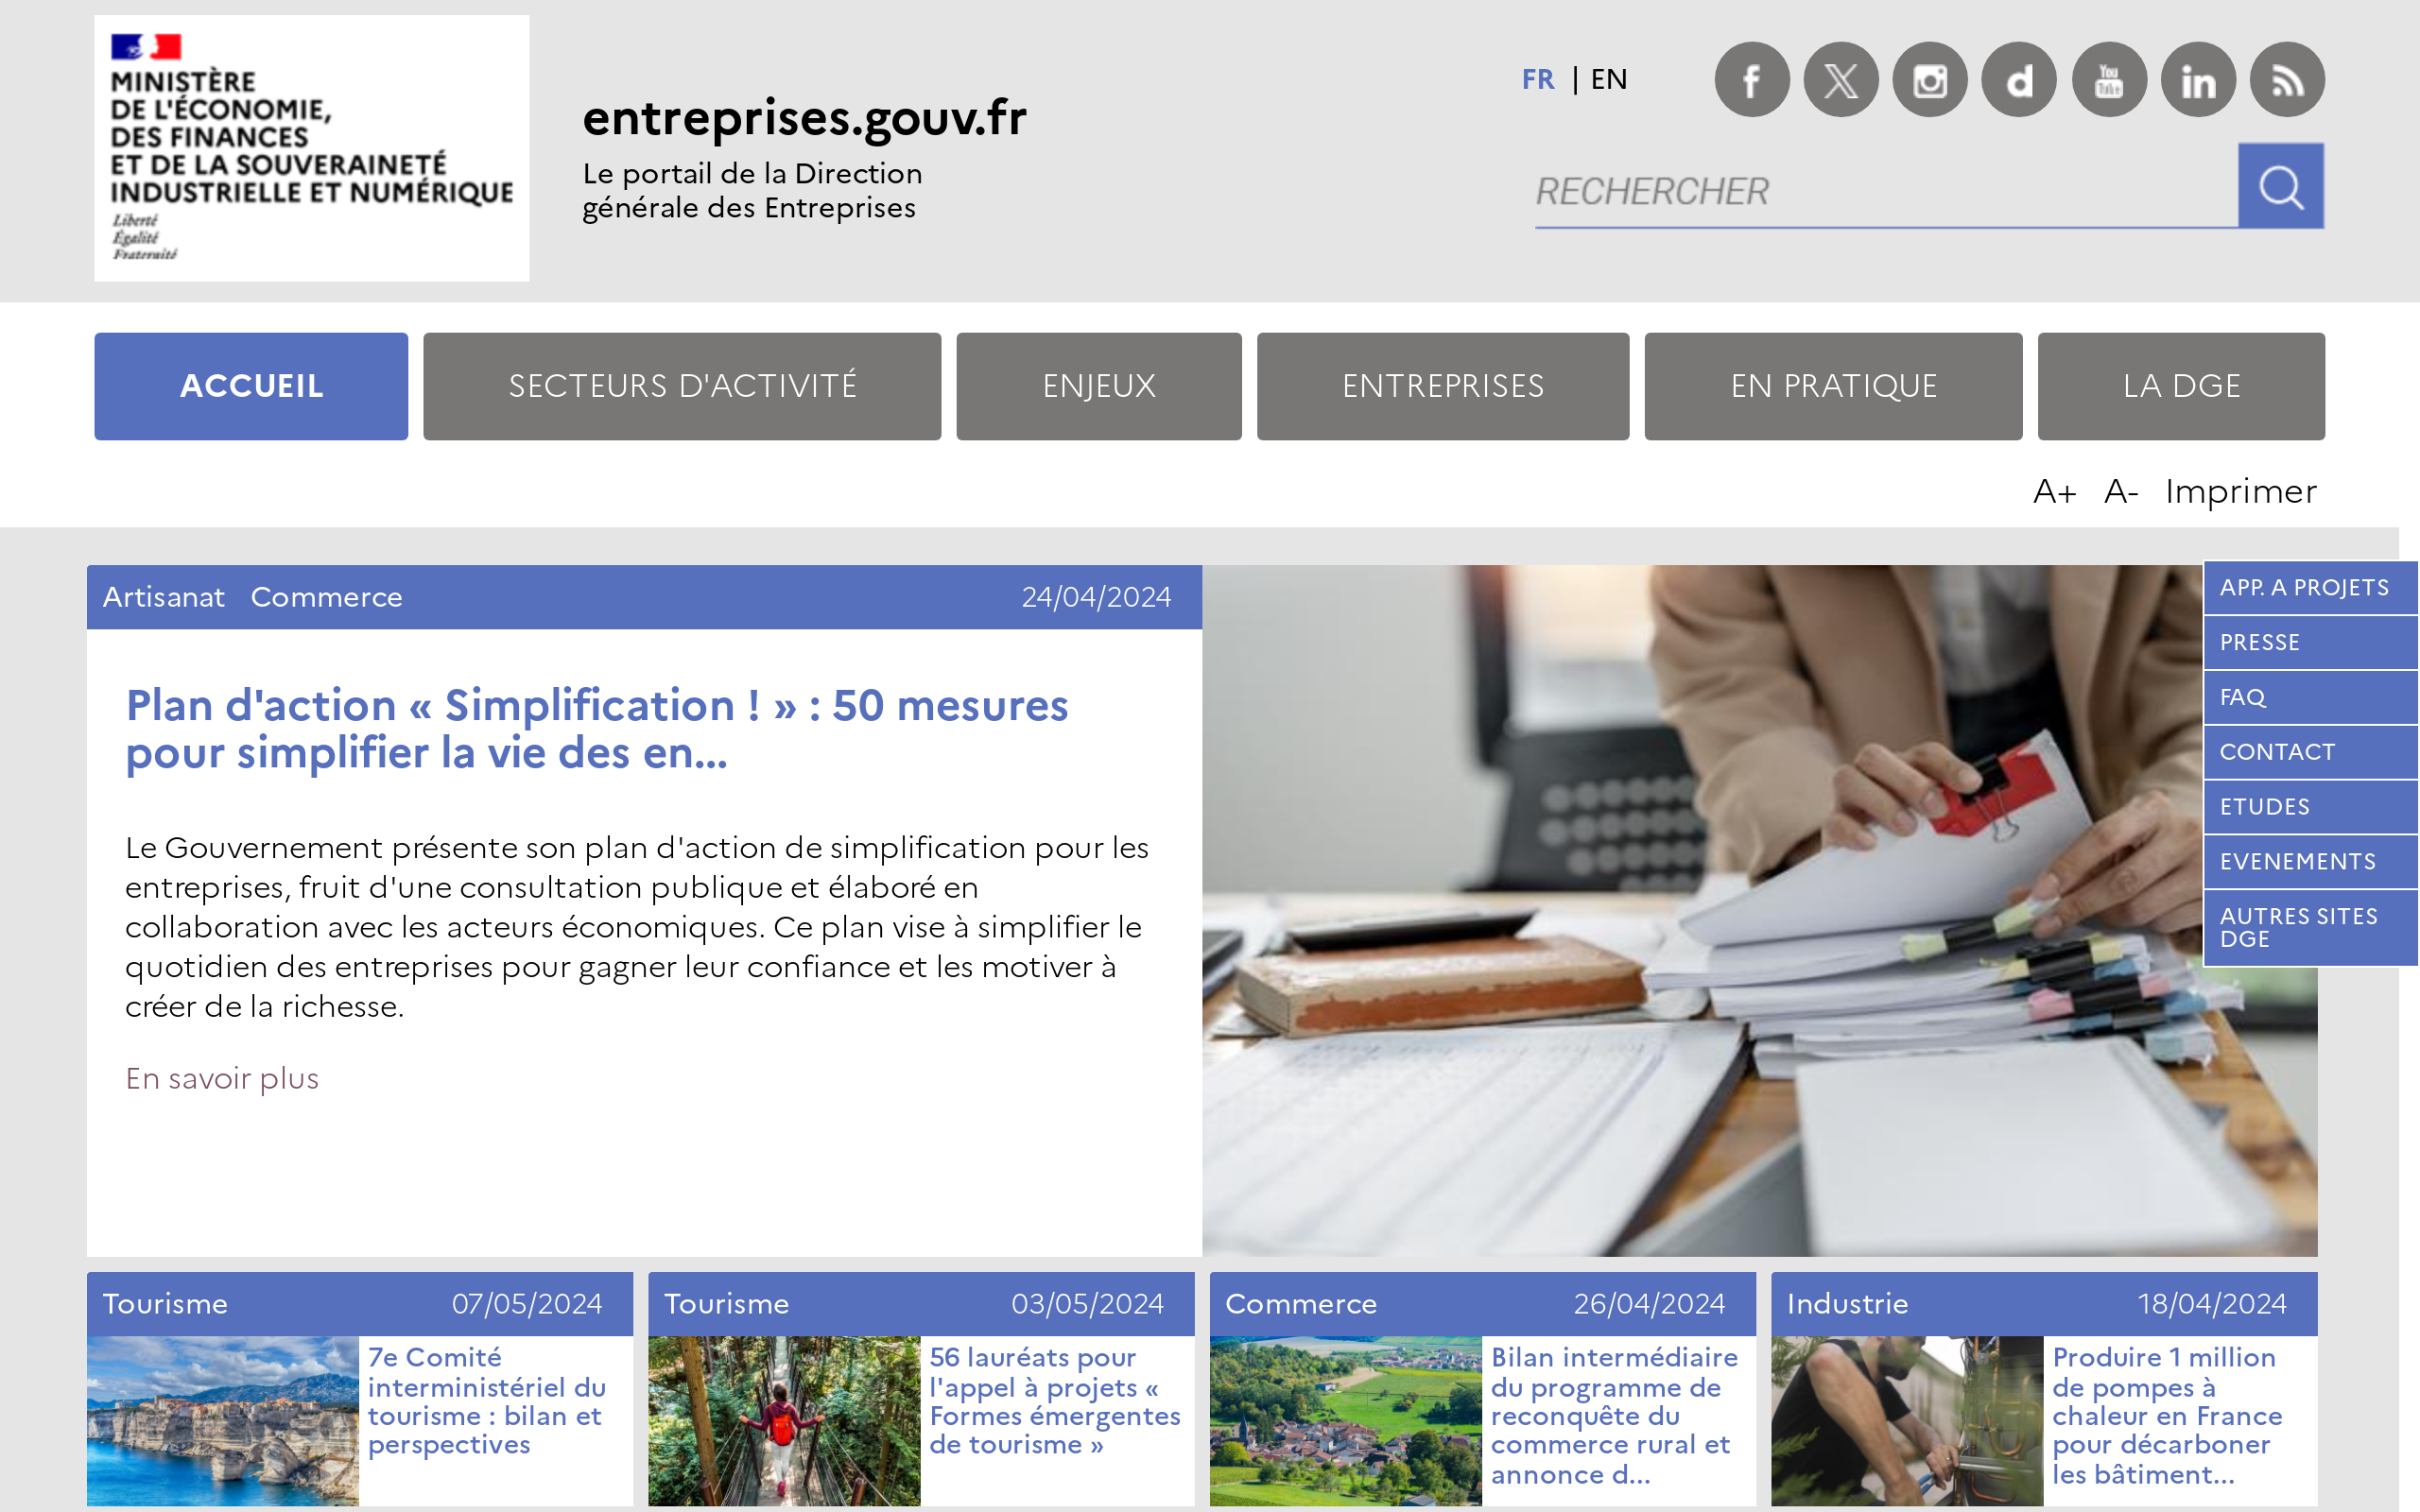 MINISTÈRE
DE L'ÉCONOMIE,
DES FINANCES
ET DE LA SOUVERAINETÉ
INDUSTRIELLE ET NUMÉRIQUE
Liberté
Égalité
Fraternité
entreprises.gouv.fr
Le portail de la Direction
générale des Entreprises
FR | EN
RECHERCHER
ACCUEIL
SECTEURS D'ACTIVITÉ
ENJEUX
ENTREPRISES
EN PRATIQUE
LA DGE
A+ A- Imprimer
Artisanat Commerce 24/04/2024
Plan d'action « Simplification ! » : 50 mesures
pour simplifier la vie des en...
Le Gouvernement présente son plan d'action de simplification pour les
entreprises, fruit d'une consultation publique et élaboré en
collaboration avec les acteurs économiques. Ce plan vise à simplifier le
quotidien des entreprises pour gagner leur confiance et les motiver à
créer de la richesse.
En savoir plus
APP. A PROJETS
PRESSE
FAQ
CONTACT
ETUDES
EVENEMENTS
AUTRES SITES
DGE
Tourisme 07/05/2024
7e Comité
interministériel du
tourisme : bilan et
perspectives
Tourisme 03/05/2024
56 lauréats pour
l'appel à projets «
Formes émergentes
de tourisme »
Commerce 26/04/2024
Bilan intermédiaire
du programme de
reconquête du
commerce rural et
annonce d...
Industrie 18/04/2024
Produire 1 million
de pompes à
chaleur en France
pour décarboner
les bâtiment...